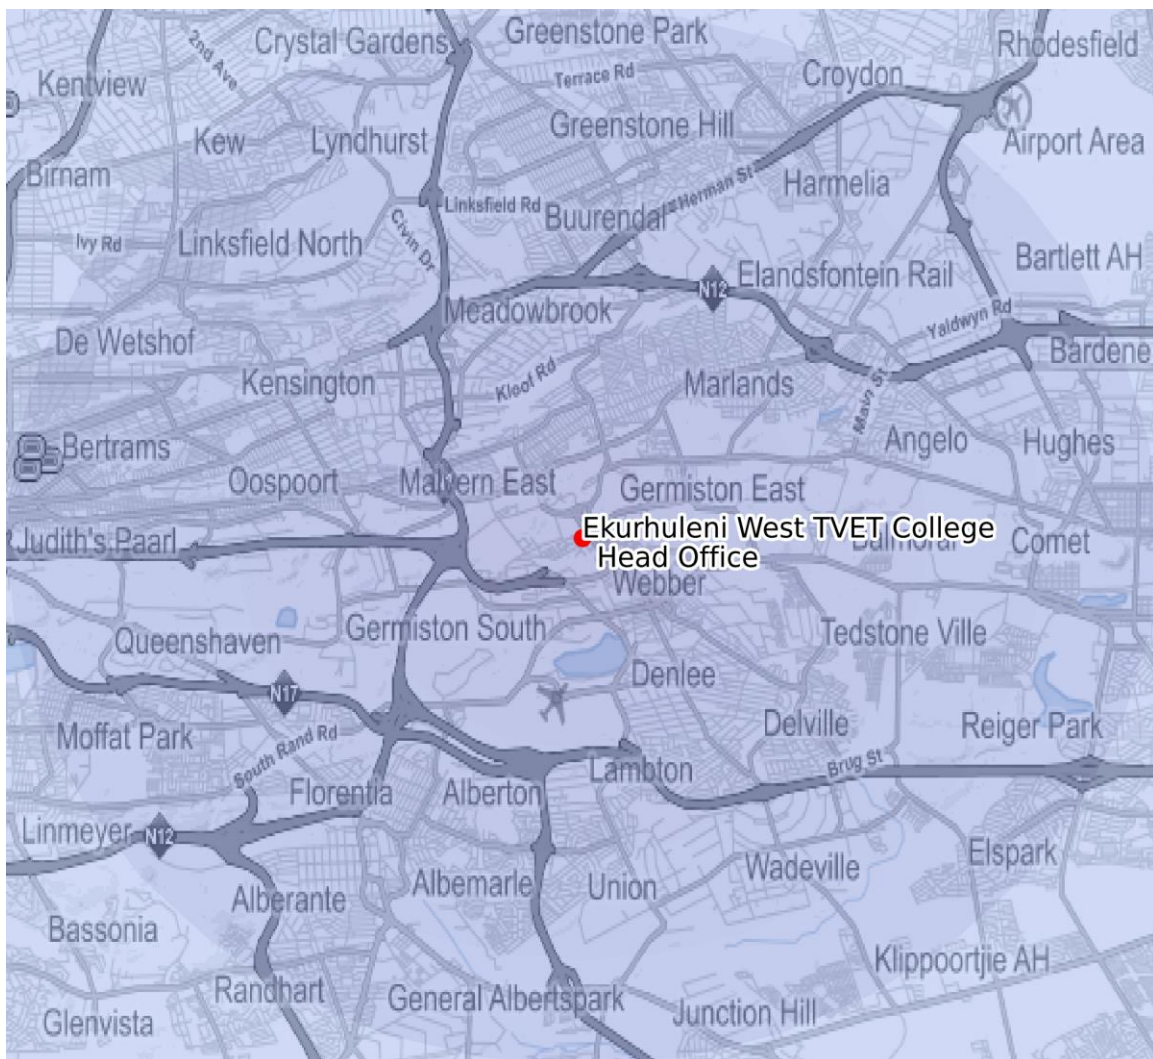 Crystal Gardens
Greenstone Park
Rhodesfield
2nd Ave
Kentview
Terrace Rd
Croydon
Kew
Lyndhurst
Greenstone Hill
Airport Area
Birnam
Linksfield Rd
Herman St
Harmelia
Buurendal
Ivy Rd
Linksfield North
Civin Dr
Bartlett AH
Elandsfontein Rail
N12
Meadowbrook
Yaldwyn Rd
De Wetshof
Bardene
Kensington
Kloof Rd
Marlands
Main St
Bertrams
Angelo
Hughes
Oospoort
Malvern East
Germiston East
Ekurhuleni West TVET College
Head Office
Judith's Paarl
Balmoral
Comet
Webber
Queenshaven
Germiston South
Tedstone Ville
Denlee
N17
Moffat Park
South Rand Rd
Delville
Reiger Park
Lambton
Brug St
Florentia
Alberton
Linmeyer
N12
Elspark
Wadeville
Alberante
Albemarle
Union
Bassonia
Klippoortjie AH
Randhart
General Albertspark
Junction Hill
Glenvista